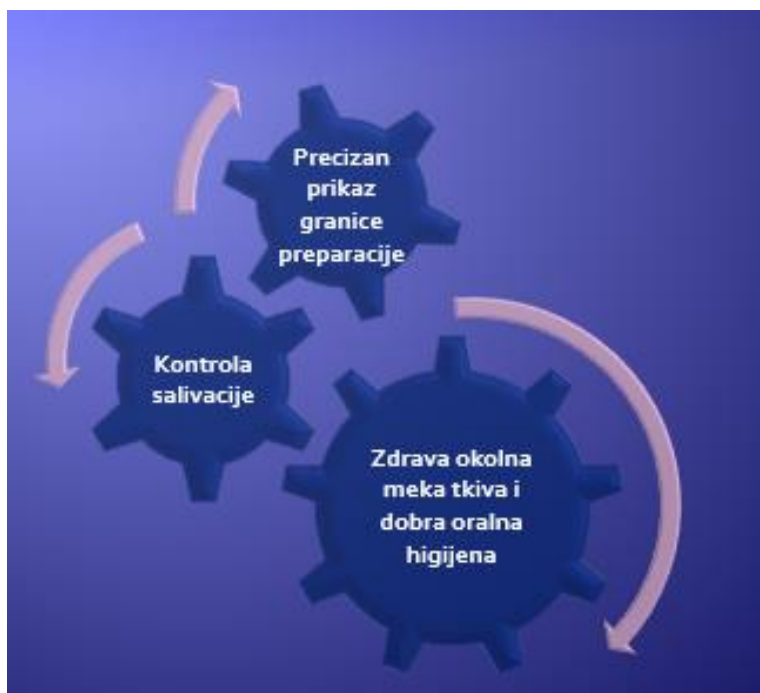 Precizan
prikaz
granice
preparacije
Kontrola
salivacije
Zdrava okolna
meka tkiva i
dobra oralna
higijena